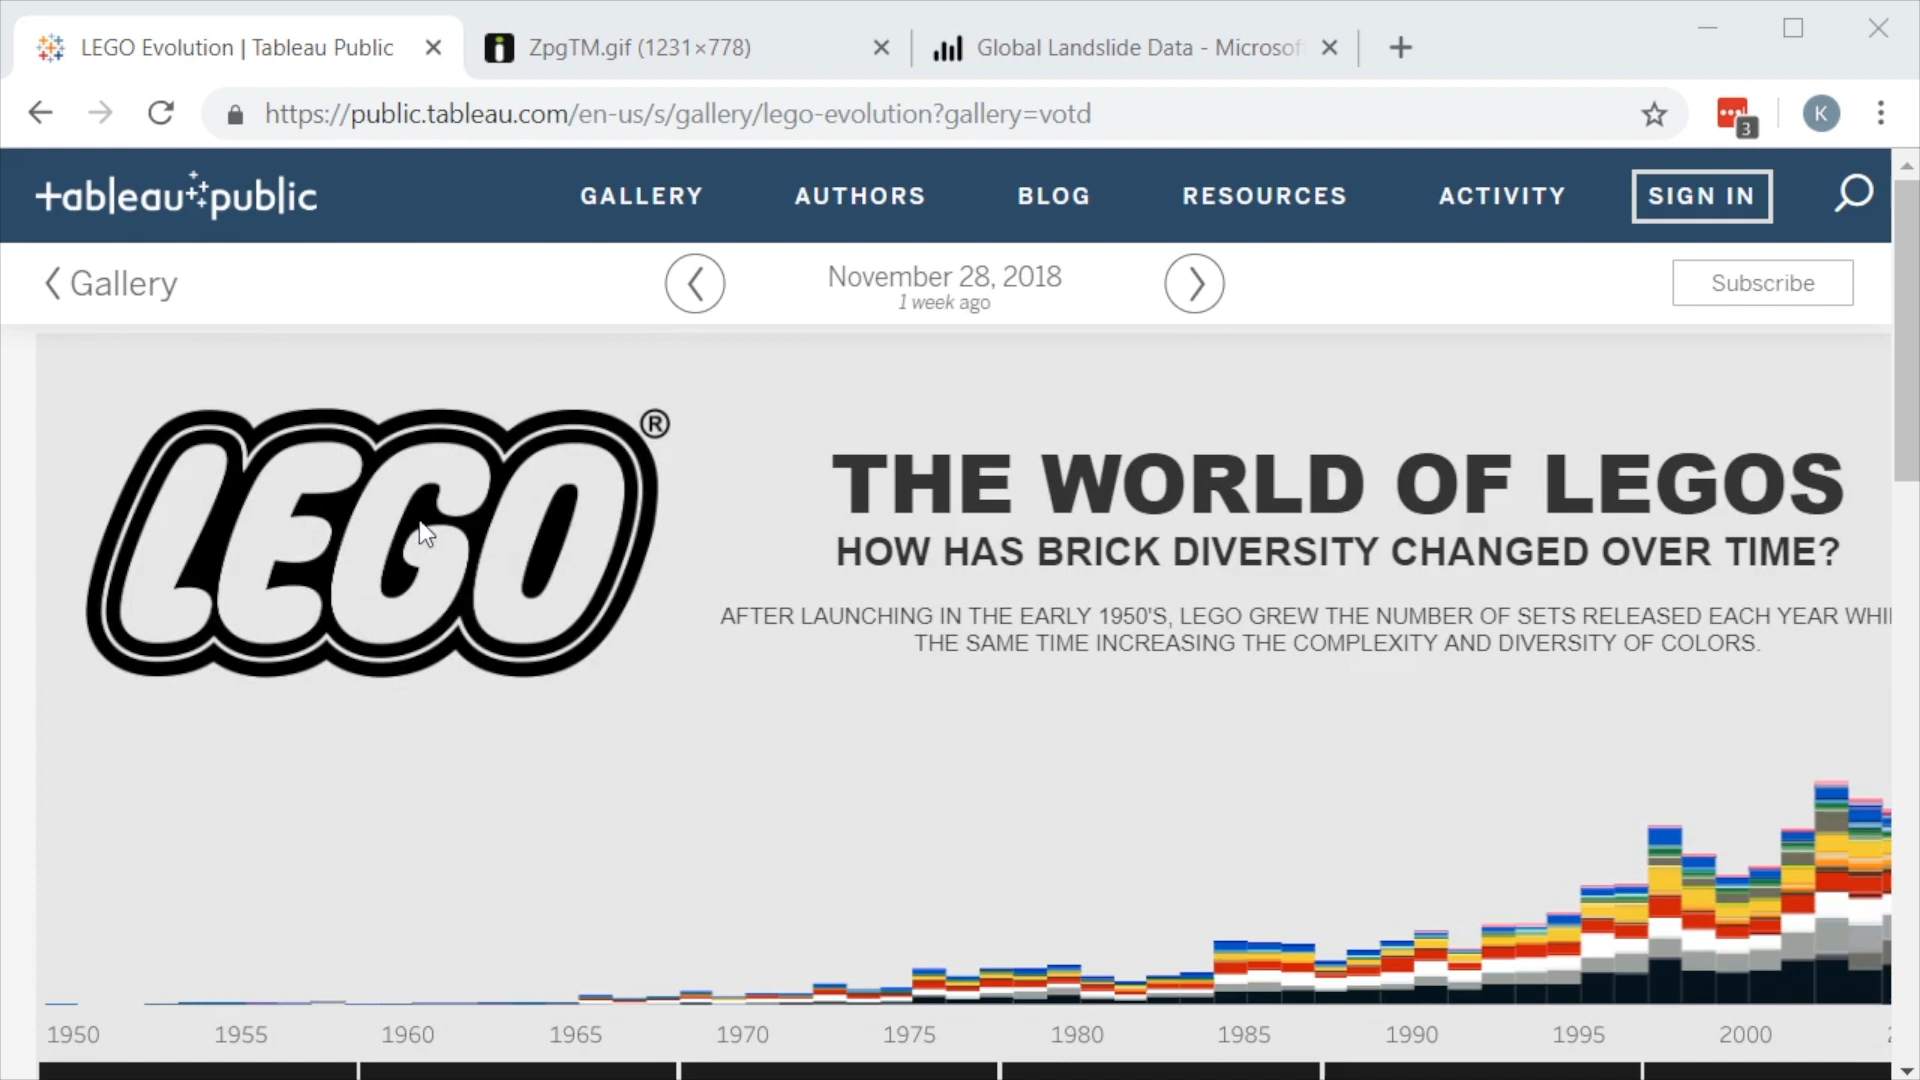 LEGO Evolution | Tableau Public
ZpgTM.gif (1231×778)
Global Landslide Data - Microsof
https://public.tableau.com/en-us/s/gallery/lego-evolution?gallery=votd
3
K
+ableau public
GALLERY
AUTHORS
BLOG
RESOURCES
ACTIVITY
SIGN IN
Gallery
November 28, 2018
1 week ago
Subscribe
LEGO®
THE WORLD OF LEGOS
HOW HAS BRICK DIVERSITY CHANGED OVER TIME?
AFTER LAUNCHING IN THE EARLY 1950'S, LEGO GREW THE NUMBER OF SETS RELEASED EACH YEAR WHI
THE SAME TIME INCREASING THE COMPLEXITY AND DIVERSITY OF COLORS.
1950 1955 1960 1965 1970 1975 1980 1985 1990 1995 2000